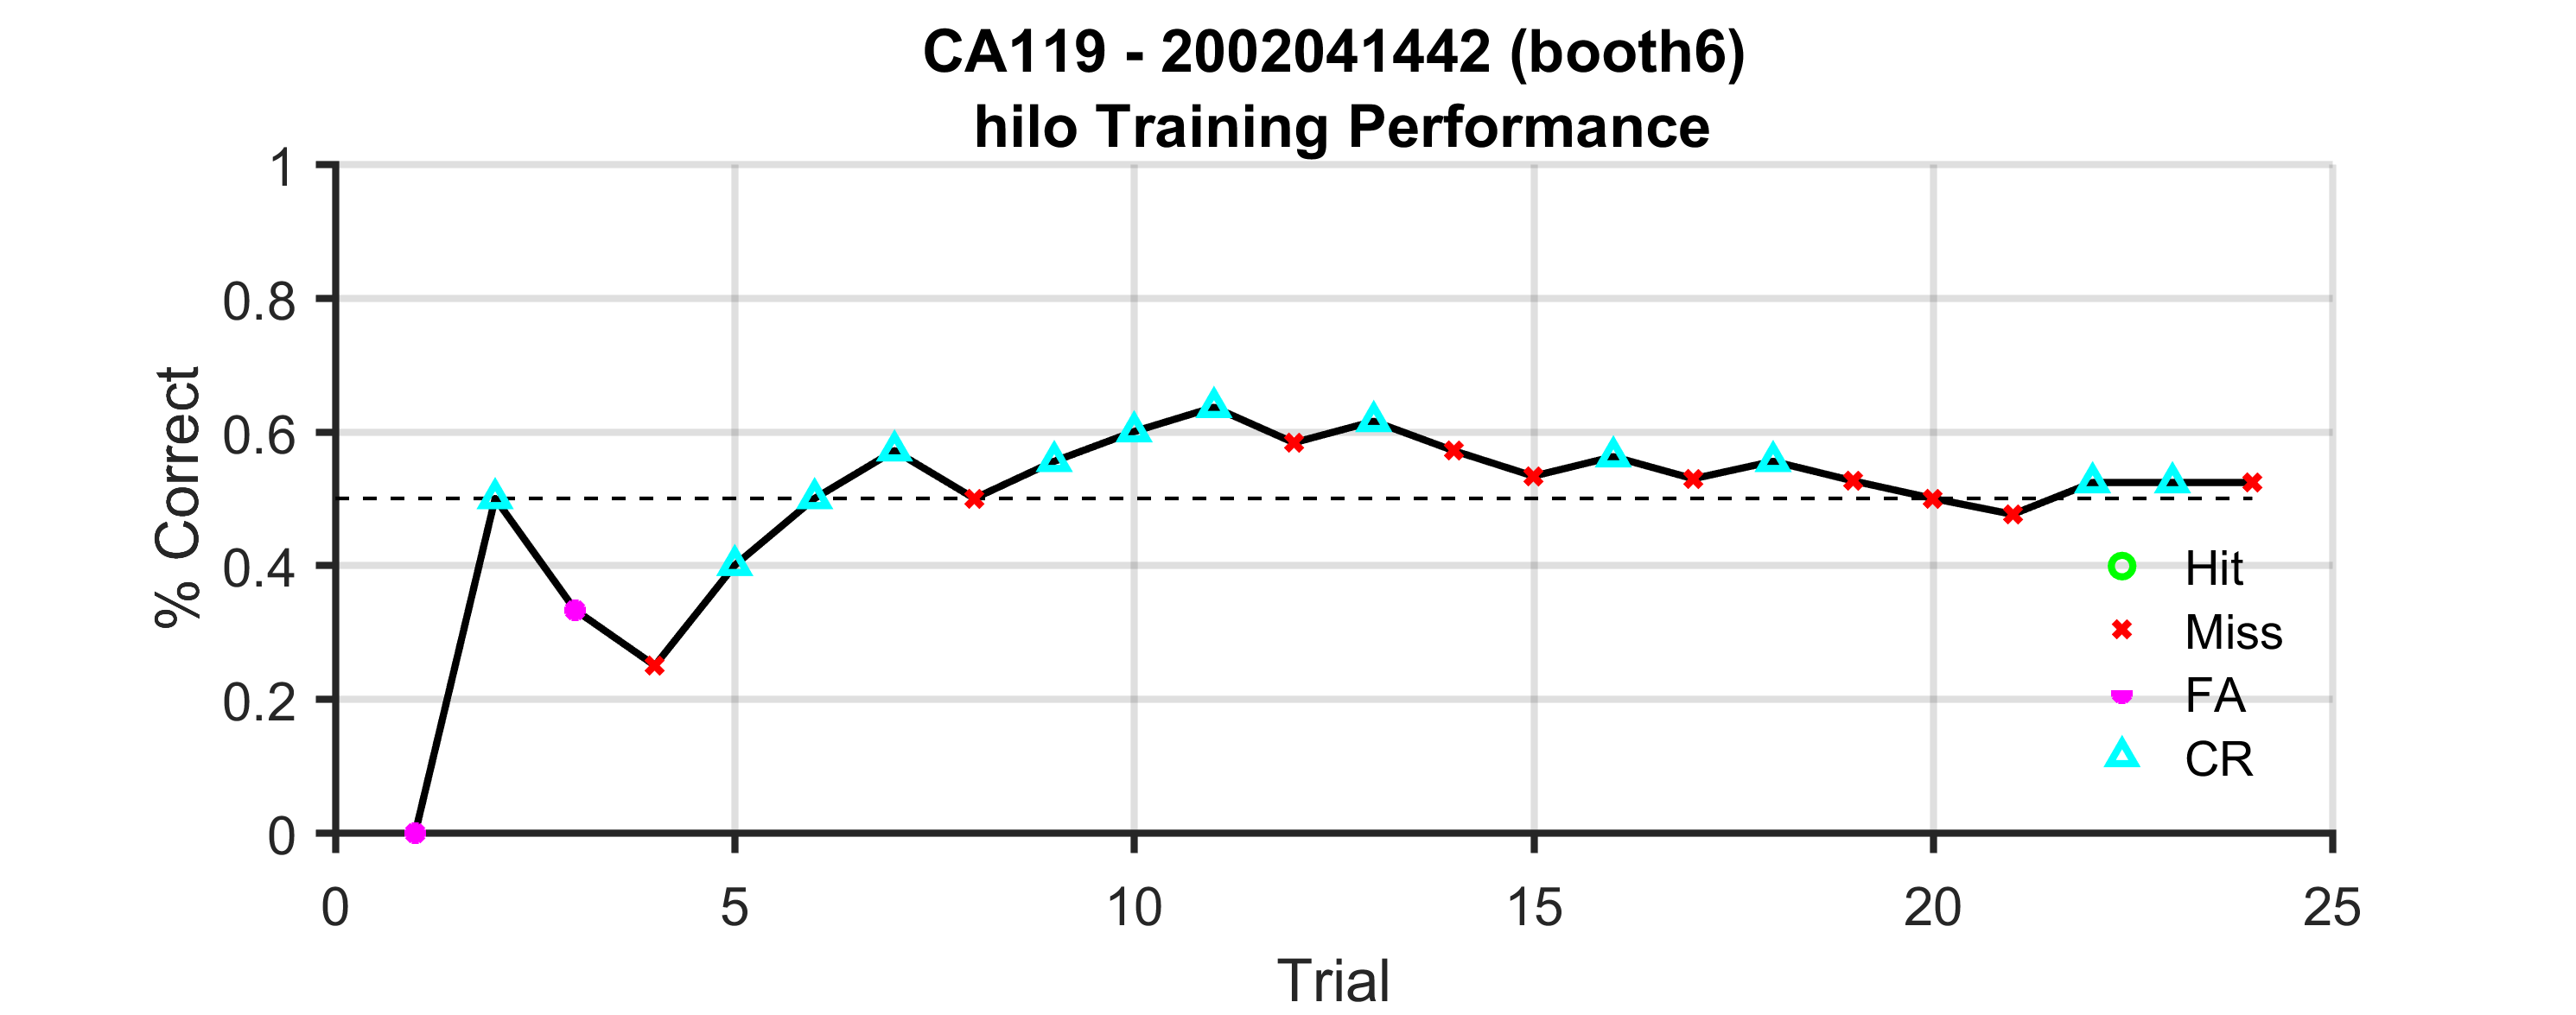 CA119 - 2002041442 (booth6)
hilo Training Performance
% Correct
1
0.8
0.6
0.4
0.2
0
0 5 10 15 20 25
Trial
Hit
Miss
FA
CR